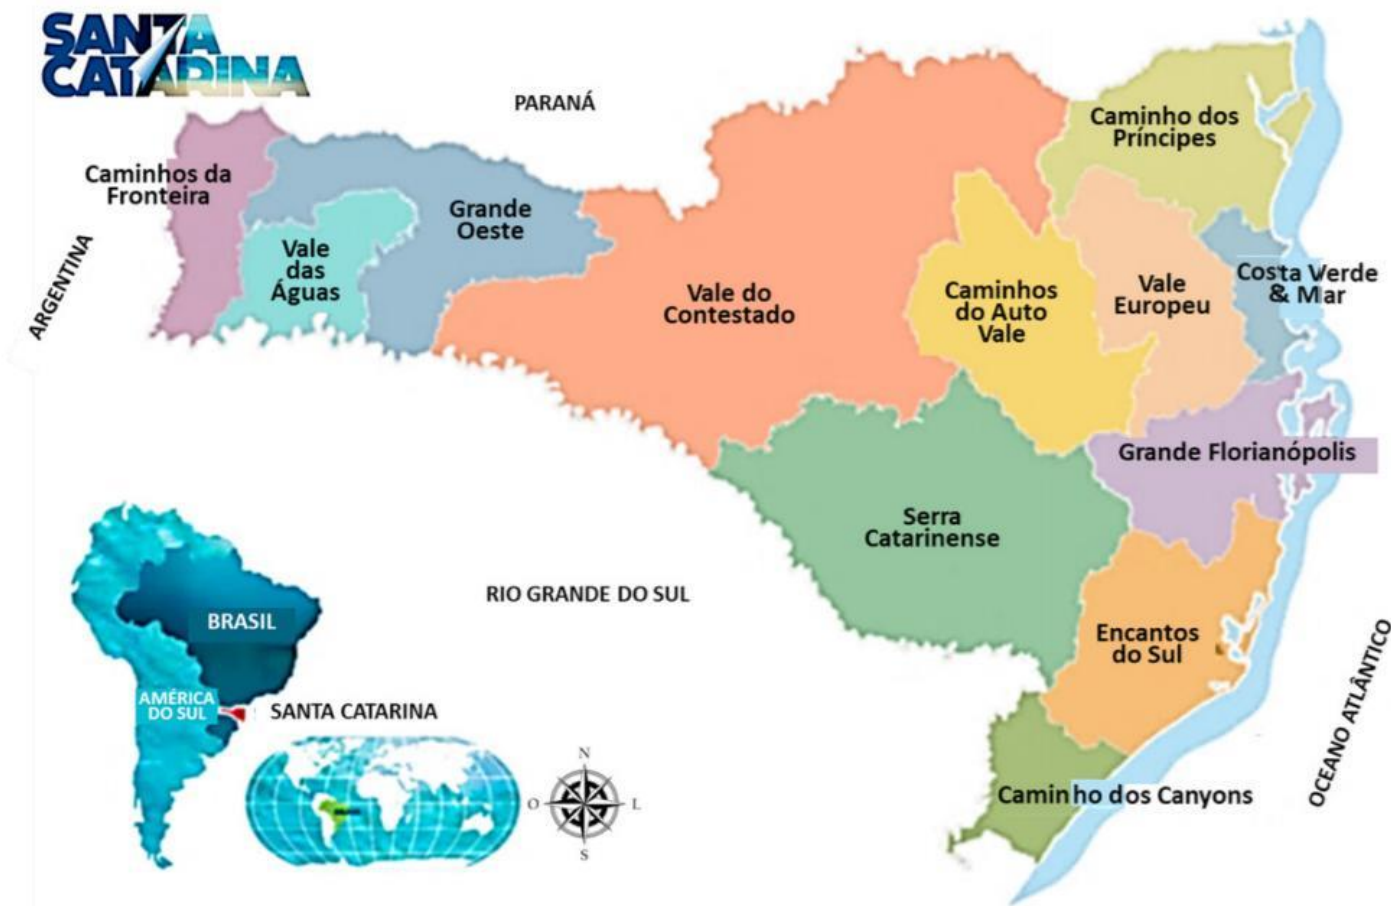 SANTA
CATARINA
PARANÁ
Caminho dos
Príncipes
Caminhos da
Fronteira
Grande
Oeste
Vale
das
Águas
ARGENTINA
Vale do
Contestado
Caminhos
do Auto
Vale
Vale
Europeu
Costa Verde
& Mar
Grande Florianópolis
Serra
Catarinense
RIO GRANDE DO SUL
Encantos
do Sul
BRASIL
AMÉRICA
DO SUL
SANTA CATARINA
OCEANO ATLÂNTICO
Caminho dos Canyons
N
O
L
S